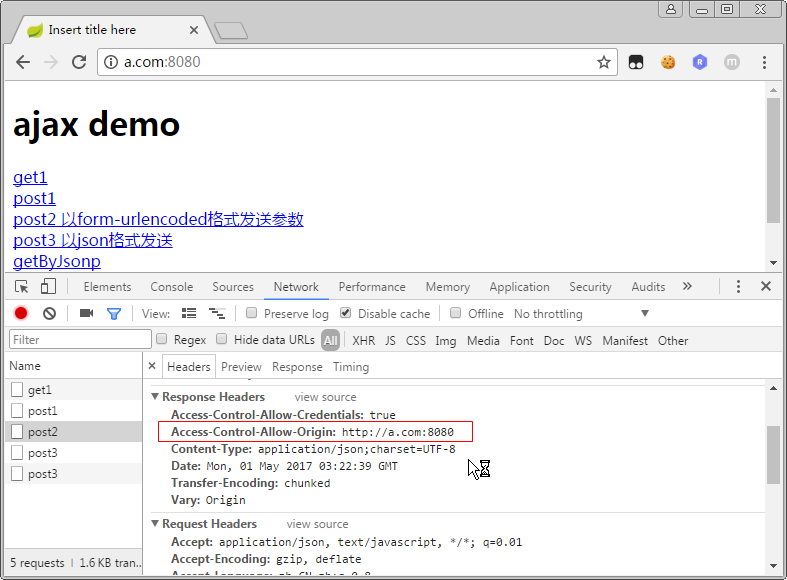 Insert title here
a.com:8080
ajax demo
get1
post1
post2 以form-urlencoded格式发送参数
post3 以json格式发送
getByJsonp
Elements Console Sources Network Performance Memory Application Security Audits »
View: Preserve log Disable cache Offline No throttling
Filter Regex Hide data URLs All XHR JS CSS Img Media Font Doc WS Manifest Other
Name
get1
post1
post2
post3
post3
5 requests | 1.6 KB tran...
Headers Preview Response Timing
Response Headers view source
Access-Control-Allow-Credentials: true
Access-Control-Allow-Origin: http://a.com:8080
Content-Type: application/json;charset=UTF-8
Date: Mon, 01 May 2017 03:22:39 GMT
Transfer-Encoding: chunked
Vary: Origin
Request Headers view source
Accept: application/json, text/javascript, */*; q=0.01
Accept-Encoding: gzip, deflate